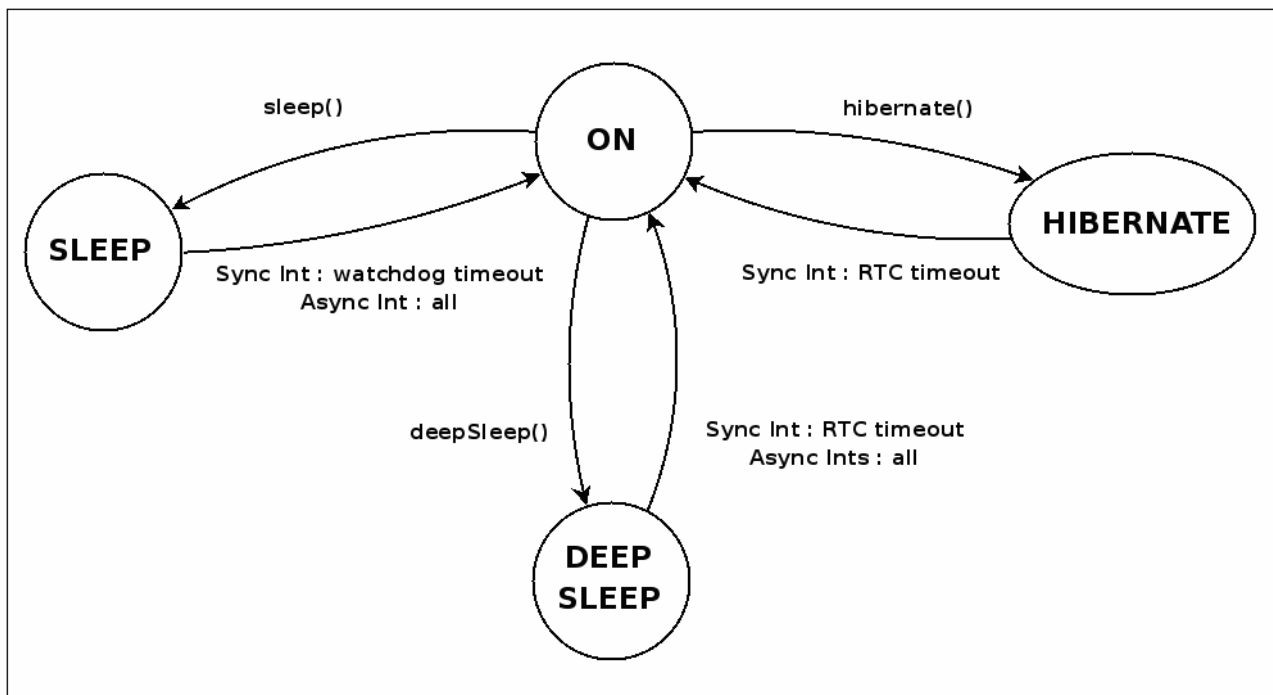 sleep()
hibernate()
ON
SLEEP
HIBERNATE
Sync Int : watchdog timeout
Async Int : all
Sync Int : RTC timeout
deepSleep()
Sync Int : RTC timeout
Async Ints : all
DEEP
SLEEP